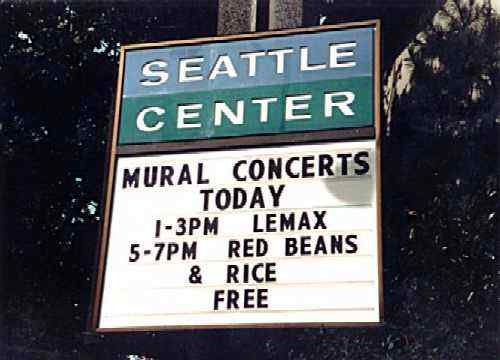 SEATTLE
CENTER
MURAL CONCERTS
TODAY
1-3PM LEMAX
5-7PM RED BEANS
& RICE
FREE